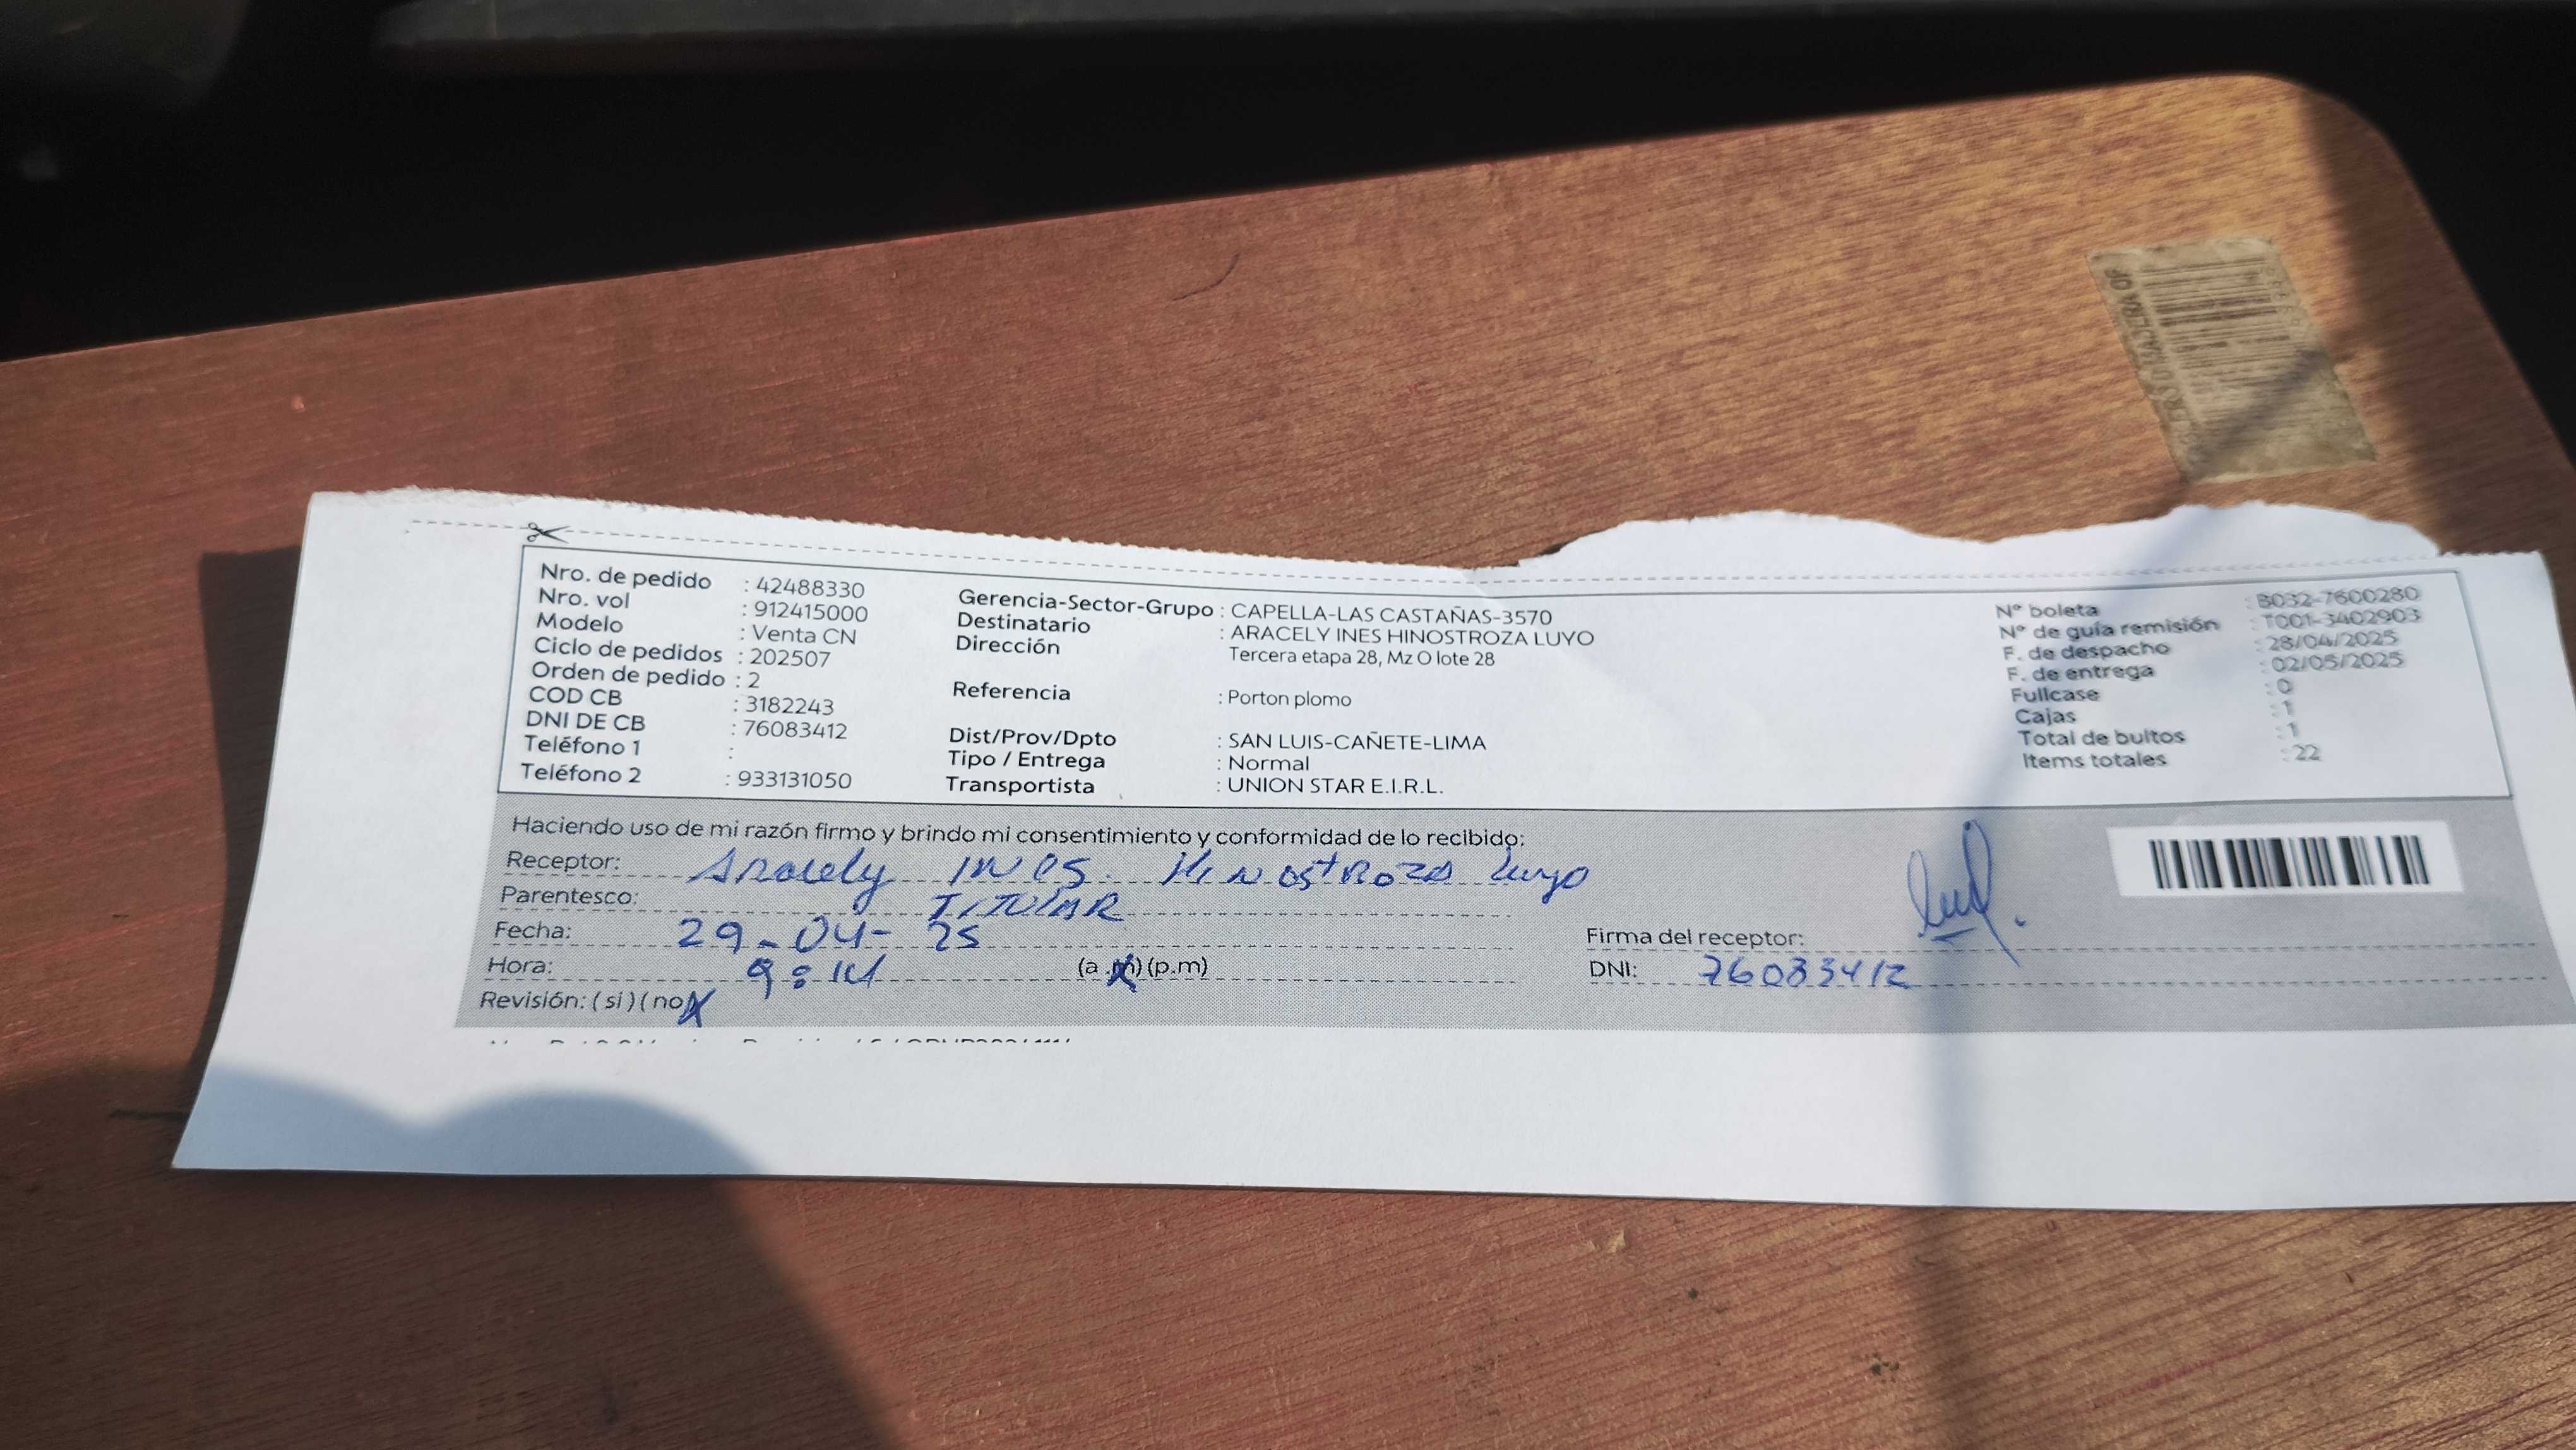 Nro. de pedido : 42488330
Nro. vol : 912415000
Modelo : Venta CN
Ciclo de pedidos : 202507
Orden de pedido : 2
COD CB : 3182243
DNI DE CB : 76083412
Teléfono 1 :
Teléfono 2 : 933131050
Gerencia-Sector-Grupo : CAPELLA-LAS CASTAÑAS-3570
Destinatario : ARACELY INES HINOSTROZA LUYO
Dirección Tercera etapa 28, Mz O lote 28
Referencia : Porton plomo
Dist/Prov/Dpto : SAN LUIS-CAÑETE-LIMA
Tipo / Entrega : Normal
Transportista : UNION STAR E.I.R.L.
N° boleta : B032-7600280
N° de guía remisión : T001-3402903
F. de despacho : 28/04/2025
F. de entrega : 02/05/2025
Fullcase : 0
Cajas : 1
Total de bultos : 1
Items totales : 22
Haciendo uso de mi razón firmo y brindo mi consentimiento y conformidad de lo recibido:
Receptor: Aracely INES. HINOSTROZA Luyo
Parentesco: TITULAR
Fecha: 29-04-25
Hora: 9:14 (a.m) (p.m)
Revisión: (si) (no)
Firma del receptor:
DNI: 76083412